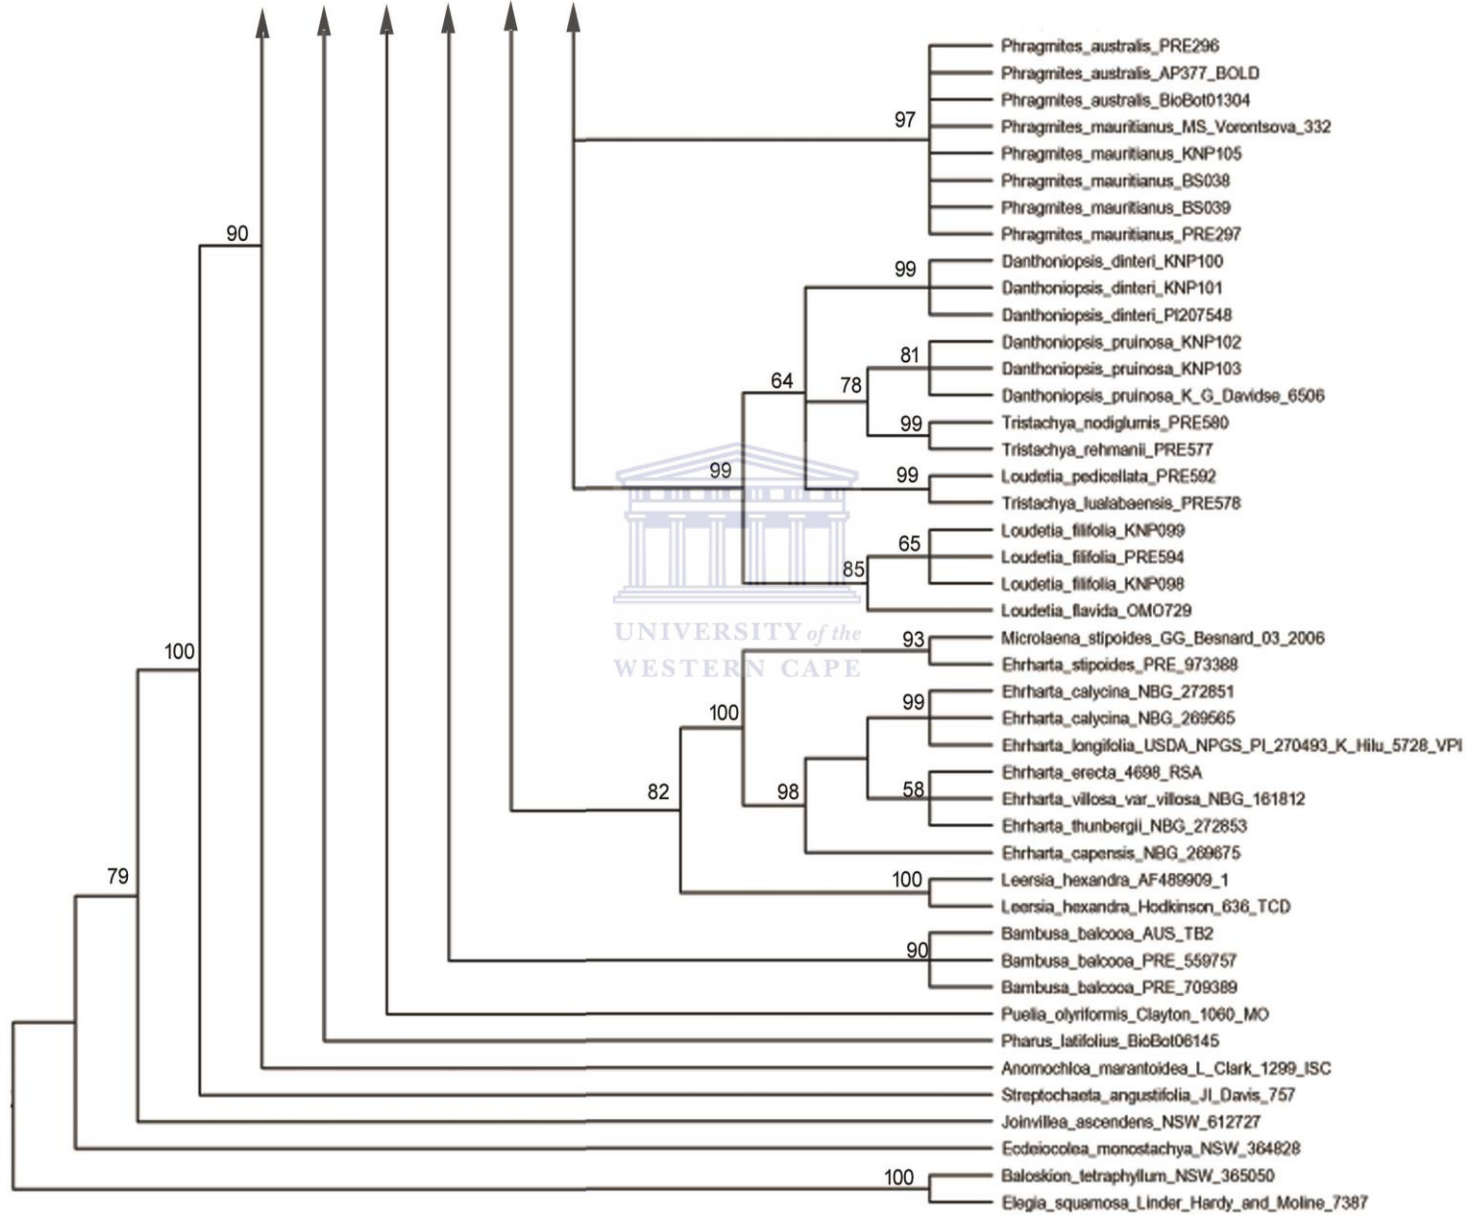 Phragmites_australis_PRE296
Phragmites_australis_AP377_BOLD
Phragmites_australis_BioBot01304
97
Phragmites_mauritianus_MS_Vorontsova_332
Phragmites_mauritianus_KNP105
Phragmites_mauritianus_BS038
Phragmites_mauritianus_BS039
Phragmites_mauritianus_PRE297
90
Danthoniopsis_dinteri_KNP100
99
Danthoniopsis_dinteri_KNP101
Danthoniopsis_dinteri_PI207548
Danthoniopsis_pruinosa_KNP102
81
Danthoniopsis_pruinosa_KNP103
64
78
Danthoniopsis_pruinosa_K_G_Davidse_6506
99
Tristachya_nodiglumis_PRE580
Tristachya_rehmanii_PRE577
99
99
Loudetia_pedicellata_PRE592
Tristachya_lualabaensis_PRE578
Loudetia_filifolia_KNP099
65
Loudetia_filifolia_PRE594
85
Loudetia_filifolia_KNP098
Loudetia_flavida_OMO729
UNIVERSITY of the
WESTERN CAPE
93
Microlaena_stipoides_GG_Besnard_03_2006
100
Ehrharta_stipoides_PRE_973388
Ehrharta_calycina_NBG_272851
99
100
Ehrharta_calycina_NBG_269565
Ehrharta_longifolia_USDA_NPGS_PI_270493_K_Hilu_5728_VPI
Ehrharta_erecta_4698_RSA
82
98
58
Ehrharta_villosa_var_villosa_NBG_161812
Ehrharta_thunbergii_NBG_272853
Ehrharta_capensis_NBG_269675
79
100
Leersia_hexandra_AF489909_1
Leersia_hexandra_Hodkinson_636_TCD
Bambusa_balcooa_AUS_TB2
90
Bambusa_balcooa_PRE_559757
Bambusa_balcooa_PRE_709389
Puelia_olyriformis_Clayton_1060_MO
Pharus_latifolius_BioBot06145
Anomochloa_marantoidea_L_Clark_1299_ISC
Streptochaeta_angustifolia_JI_Davis_757
Joinvillea_ascendens_NSW_612727
Ecdeiocolea_monostachya_NSW_364828
100
Baloskion_tetraphyllum_NSW_365050
Elegia_squamosa_Linder_Hardy_and_Moline_7387